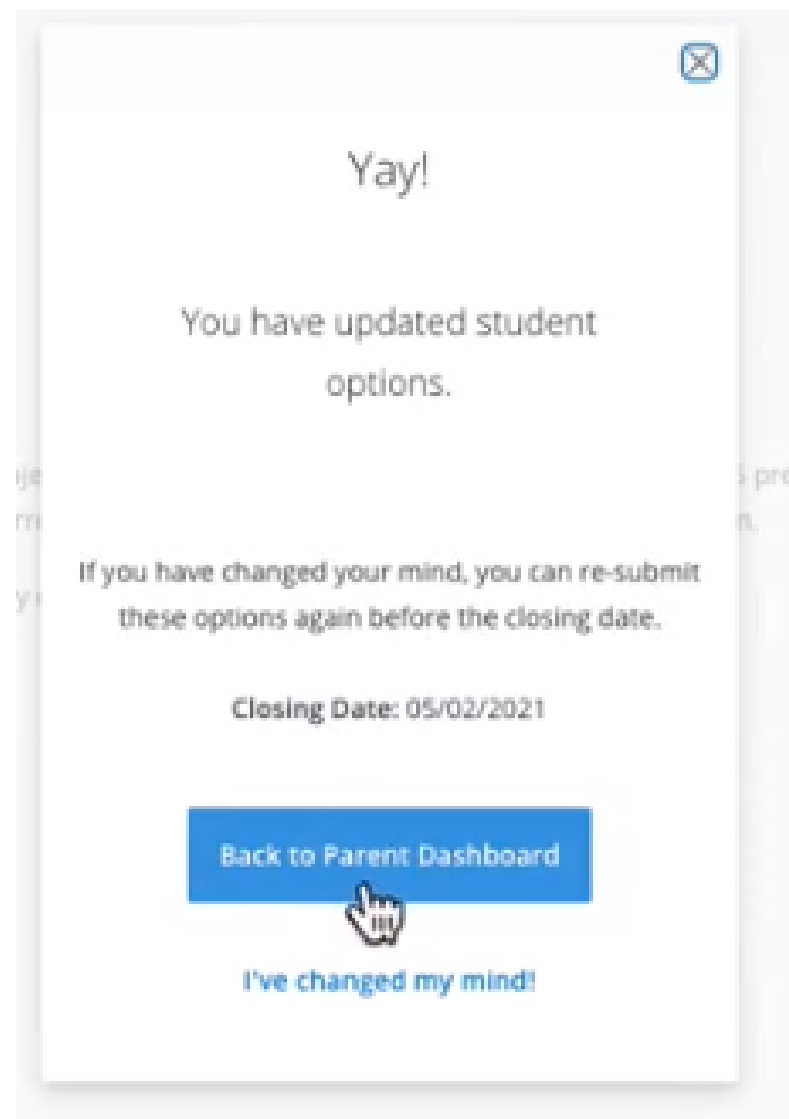 Yay!
You have updated student
options.
If you have changed your mind, you can re-submit
these options again before the closing date.
Closing Date: 05/02/2021
Back to Parent Dashboard
I've changed my mind!